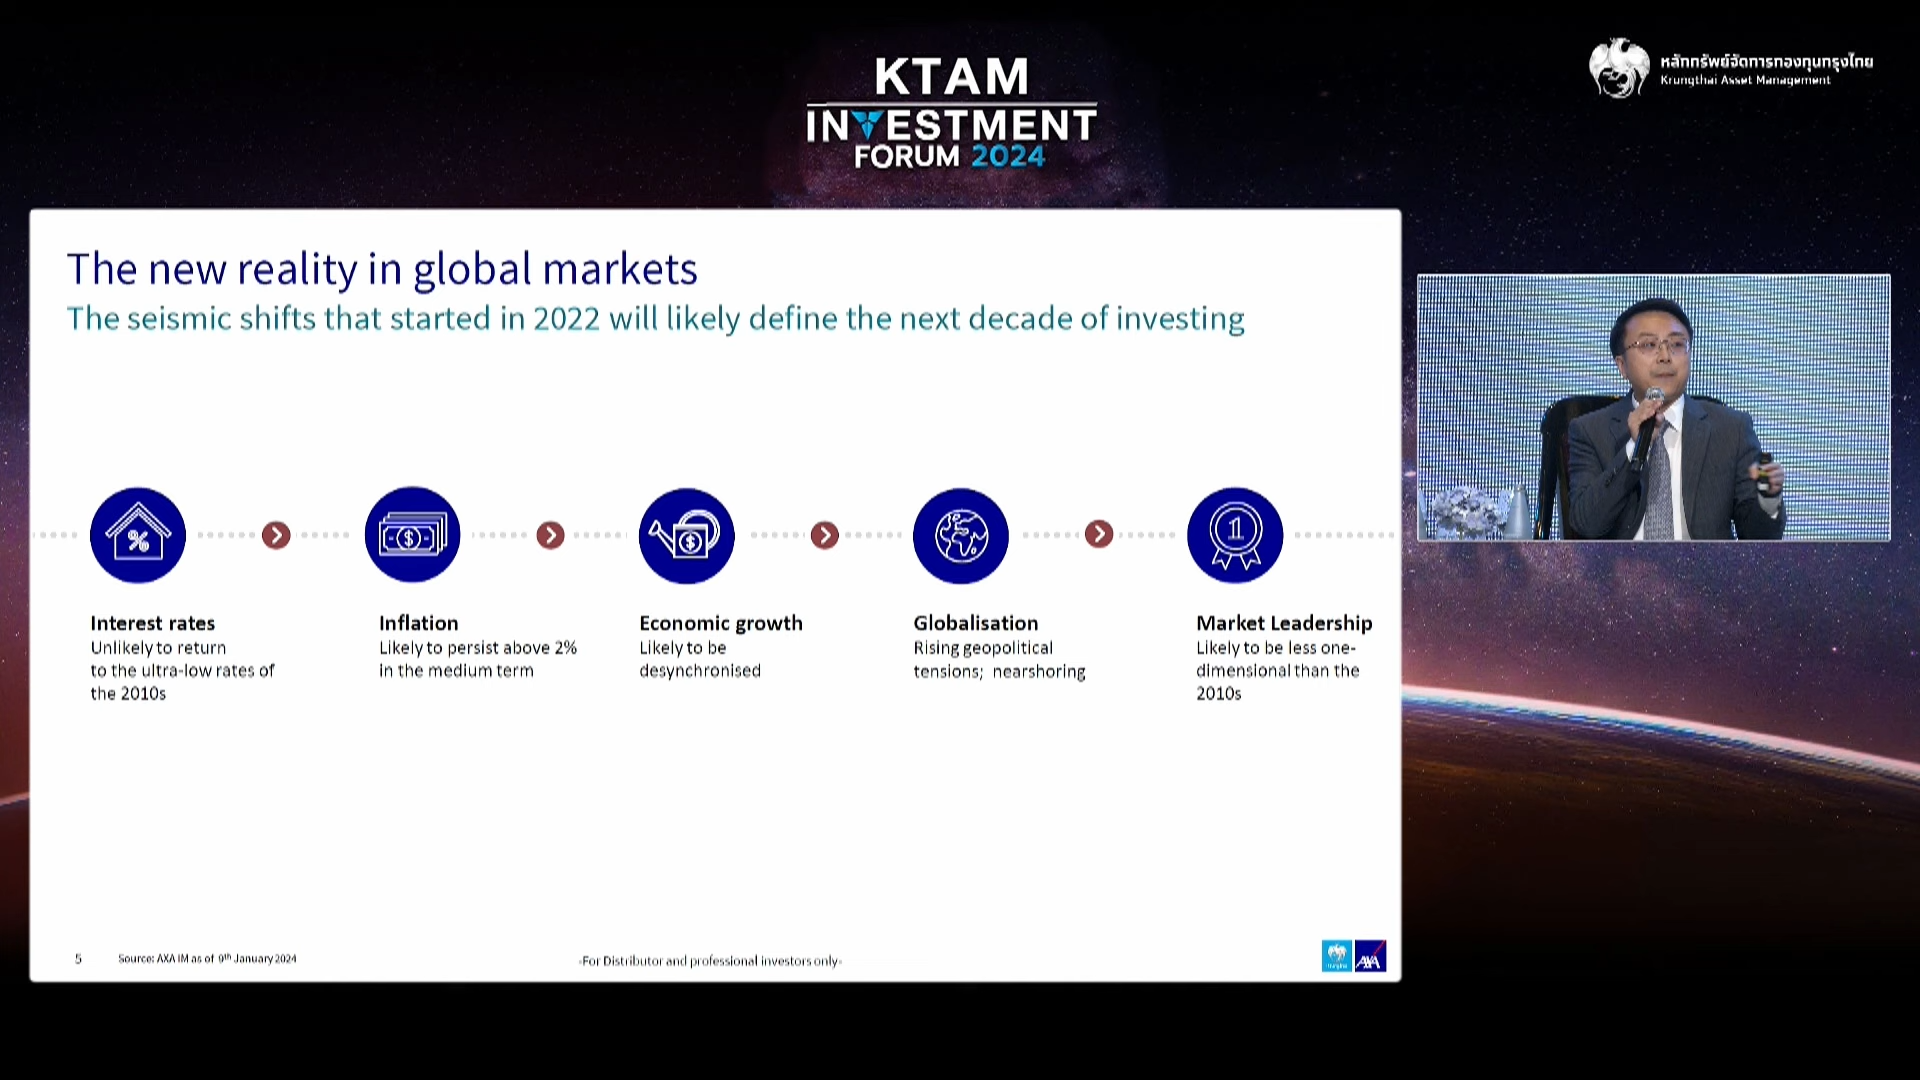 KTAM
INVESTMENT
FORUM 2024
หลักทรัพย์จัดการกองทุนกรุงไทย
Krungthai Asset Management
The new reality in global markets
The seismic shifts that started in 2022 will likely define the next decade of investing
Interest rates
Unlikely to return
to the ultra-low rates of
the 2010s
Inflation
Likely to persist above 2%
in the medium term
Economic growth
Likely to be
desynchronised
Globalisation
Rising geopolitical
tensions; nearshoring
1
Market Leadership
Likely to be less one-
dimensional than the
2010s
5
Source: AXA IM as of 9th January 2024
-For Distributor and professional investors only-
AXA